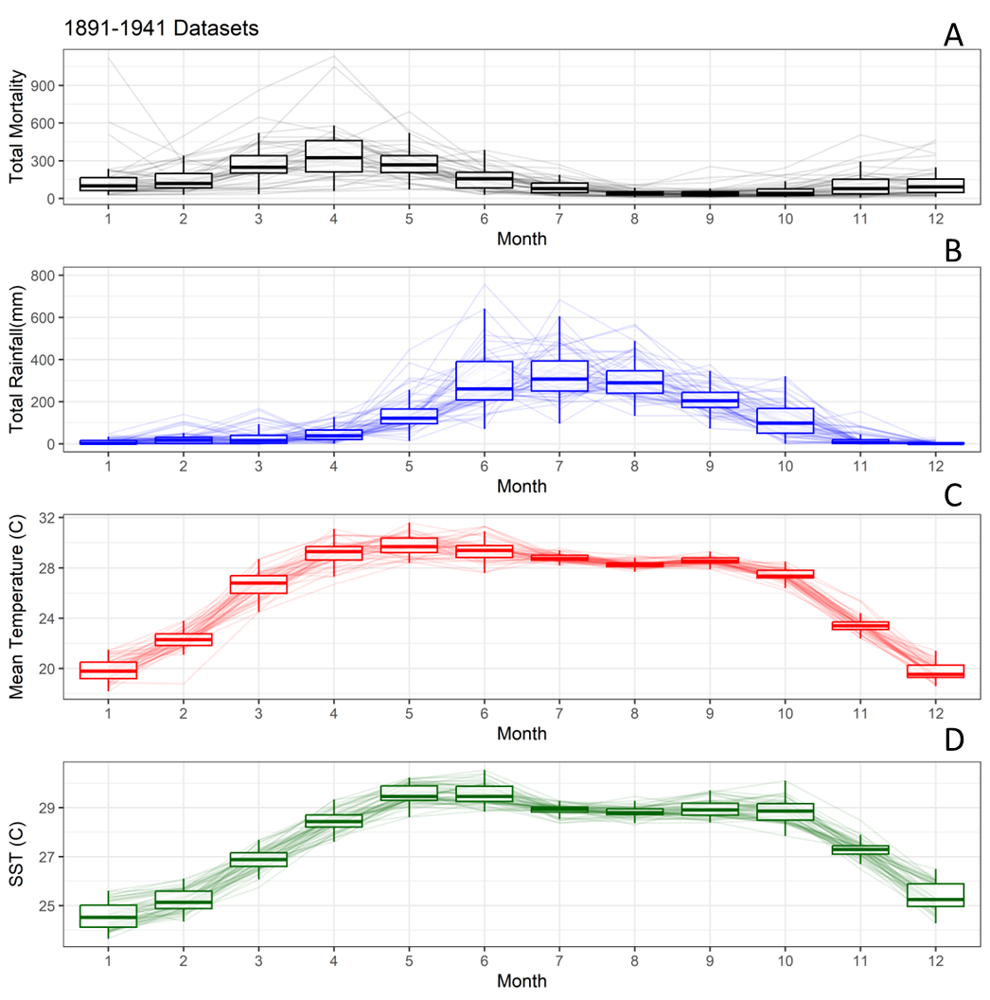 1891-1941 Datasets
A
Total Mortality
900
600
300
0
1 2 3 4 5 6 7 8 9 10 11 12
Month
B
Total Rainfall(mm)
800
600
400
200
0
1 2 3 4 5 6 7 8 9 10 11 12
Month
C
Mean Temperature (C)
32
28
24
20
1 2 3 4 5 6 7 8 9 10 11 12
Month
D
SST (C)
29
27
25
1 2 3 4 5 6 7 8 9 10 11 12
Month